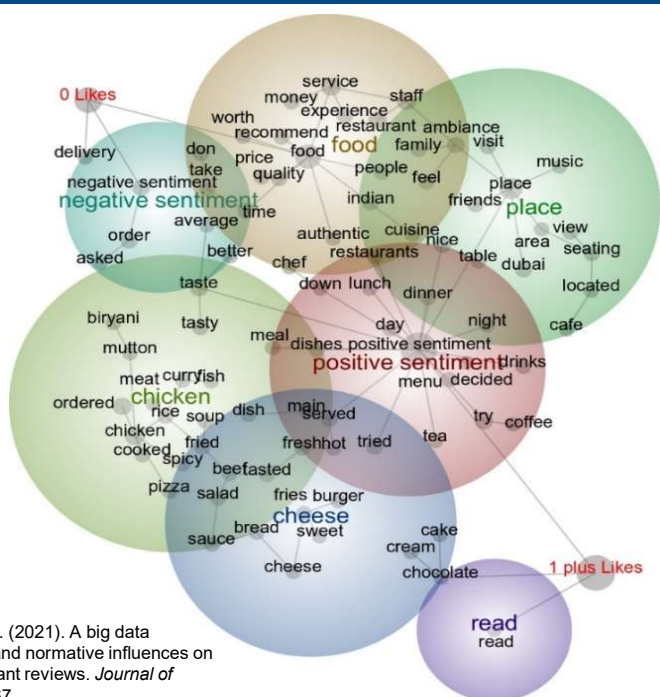 service
money
staff
0 Likes
experience
worth
restaurant
ambiance
recommend
food
family
visit
don
food
delivery
price
music
people
take
quality
feel
negative sentiment
place
negative sentiment
indian
friends
place
time
average
view
order
authentic
cuisine
nice
area
seating
better
restaurants
table
asked
chef
dubai
taste
down
lunch
located
dinner
biryani
tasty
day
night
cafe
meal
mutton
dishes
positive sentiment
positive sentiment
drinks
meat
curry
fish
menu
decided
chicken
ordered
rice
soup
dish
main
served
try
coffee
chicken
fried
fresh
hot
tried
tea
cooked
spicy
beef
tasted
pizza
salad
fries
burger
cheese
bread
sweet
cake
sauce
cream
cheese
chocolate
1 plus Likes
read
read
. (2021). A big data
and normative influences on
ant reviews. Journal of